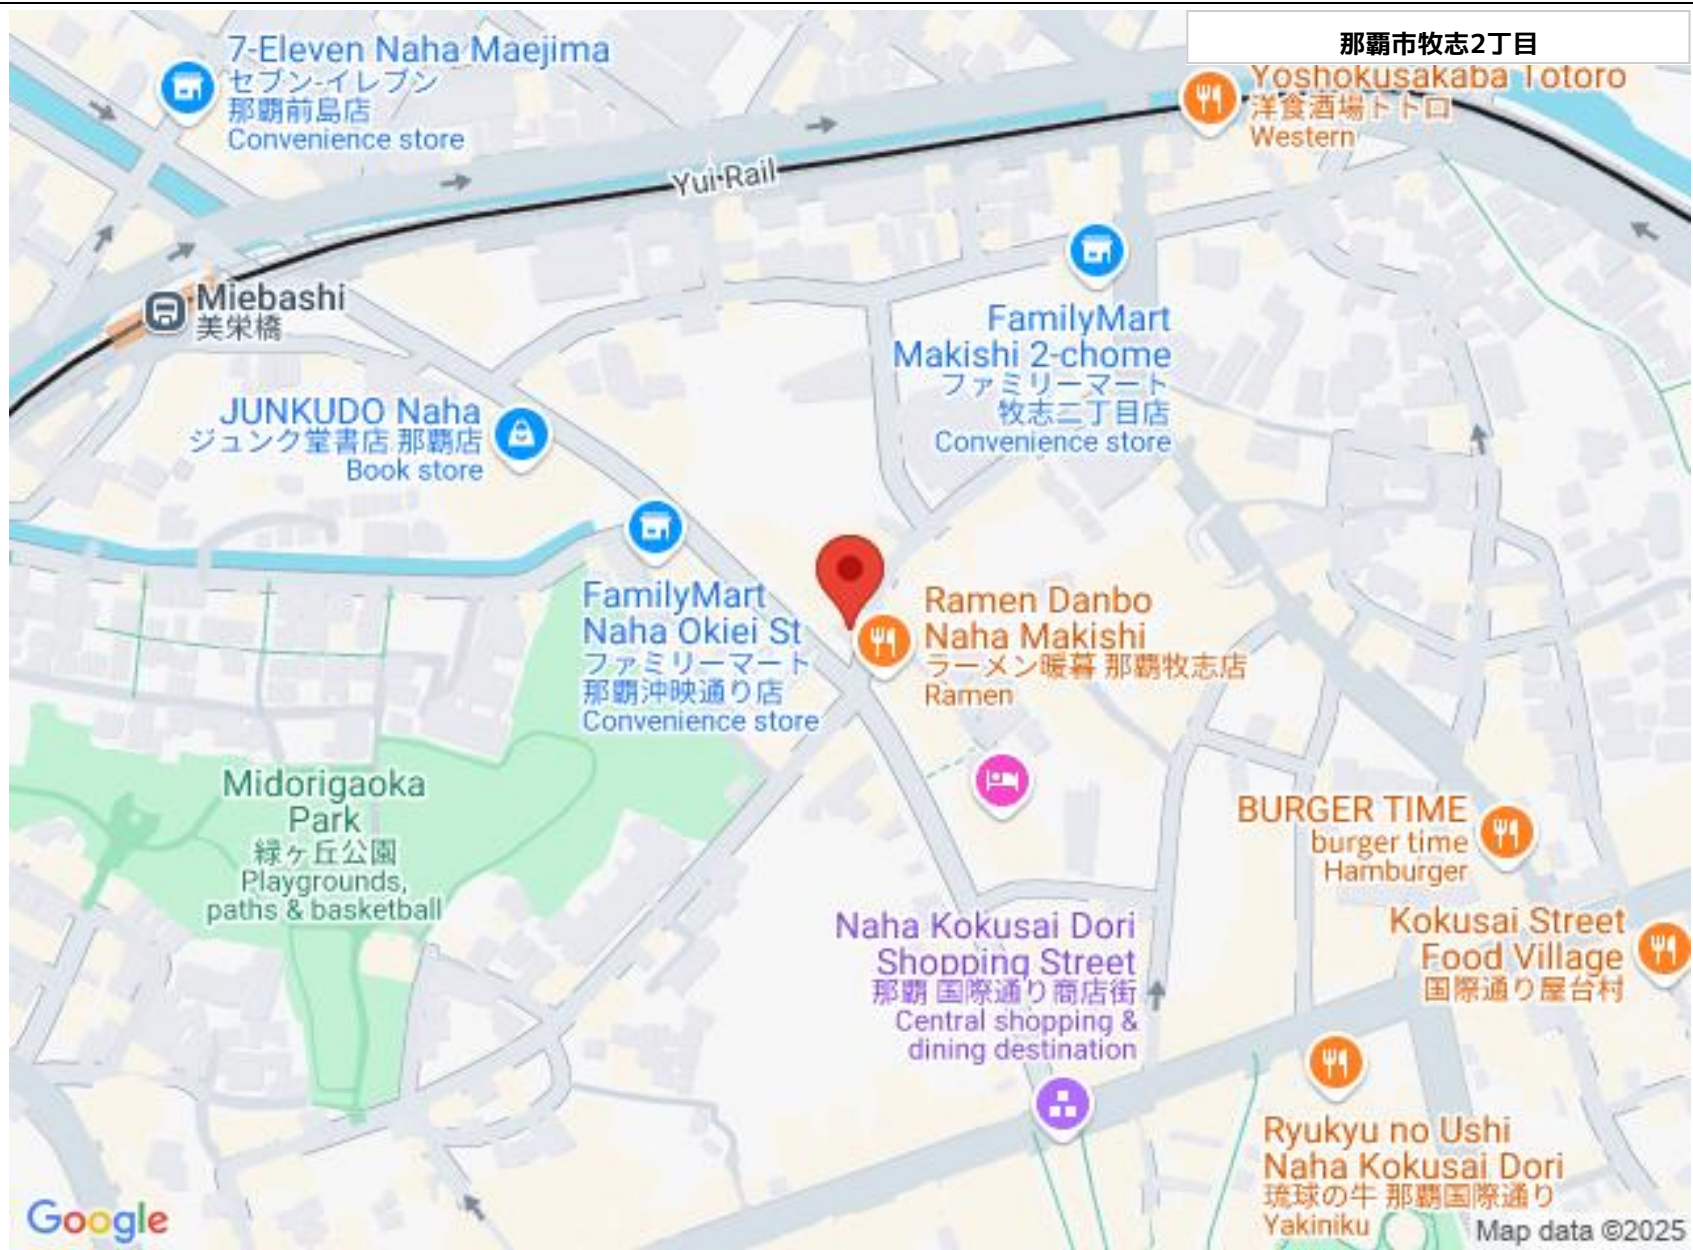 那覇市牧志2丁目
7-Eleven Naha Maejima
セブン-イレブン
那覇前島店
Convenience store
Yoshokusakaba Totoro
洋食酒場トトロ
Western
Yui Rail
Miebashi
美栄橋
FamilyMart
Makishi 2-chome
ファミリーマート
牧志二丁目店
Convenience store
JUNKUDO Naha
ジュンク堂書店 那覇店
Book store
FamilyMart
Naha Okiei St
ファミリーマート
那覇沖映通り店
Convenience store
Ramen Danbo
Naha Makishi
ラーメン暖暮 那覇牧志店
Ramen
Midorigaoka
Park
緑ヶ丘公園
Playgrounds,
paths & basketball
BURGER TIME
burger time
Hamburger
Naha Kokusai Dori
Shopping Street
那覇 国際通り商店街
Central shopping &
dining destination
Kokusai Street
Food Village
国際通り屋台村
Ryukyu no Ushi
Naha Kokusai Dori
琉球の牛 那覇国際通り
Yakiniku
Google
Map data ©2025